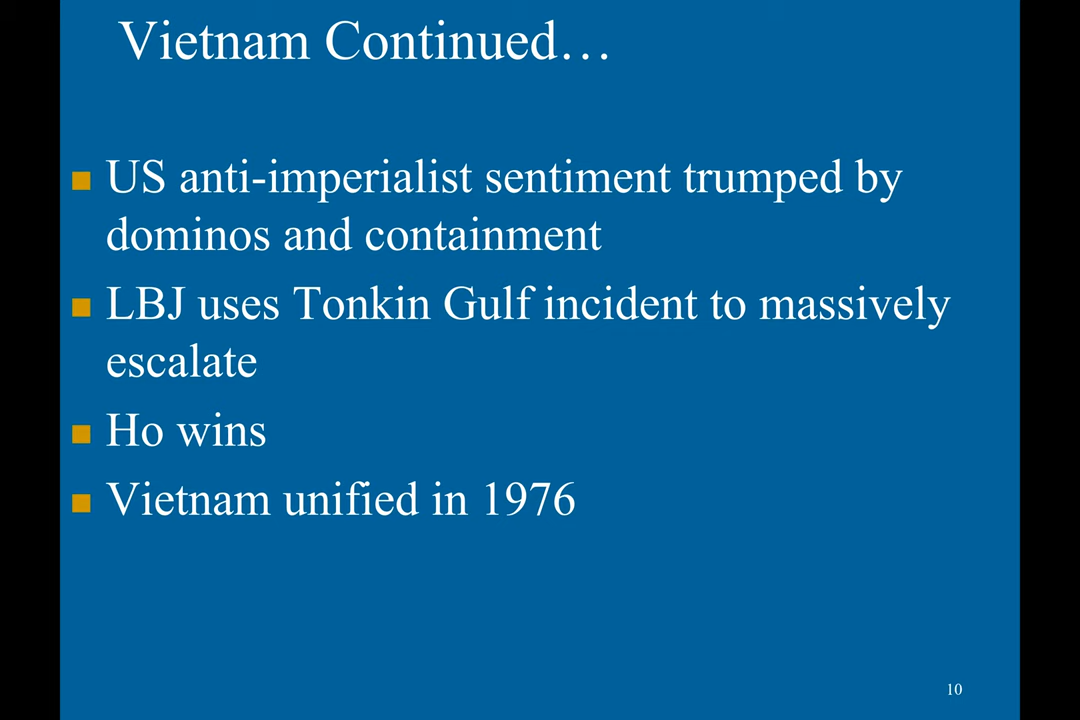 Vietnam Continued…
US anti-imperialist sentiment trumped by
dominos and containment
LBJ uses Tonkin Gulf incident to massively
escalate
Ho wins
Vietnam unified in 1976
10